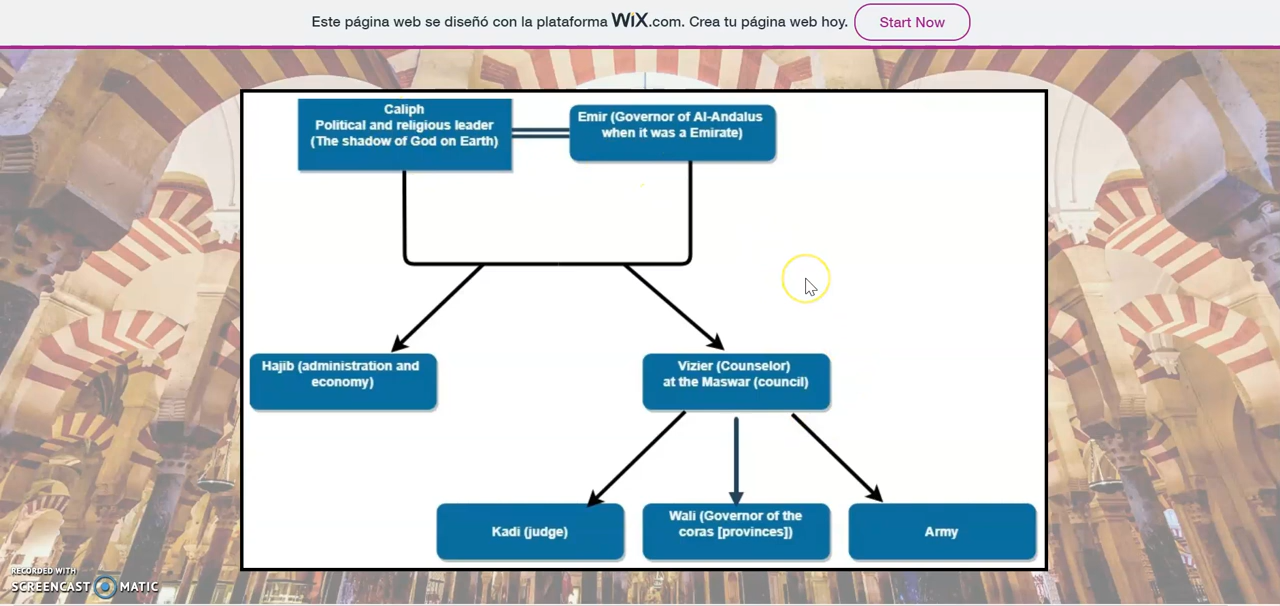 Este página web se diseñó con la plataforma WiX.com. Crea tu página web hoy. Start Now
Caliph
Political and religious leader
(The shadow of God on Earth)
Emir (Governor of Al-Andalus
when it was a Emirate)
Hajib (administration and
economy)
Vizier (Counselor)
at the Maswar (council)
Kadi (judge)
Wali (Governor of the
coras [provinces])
Army
RECORDED WITH
SCREENCAST MATIC